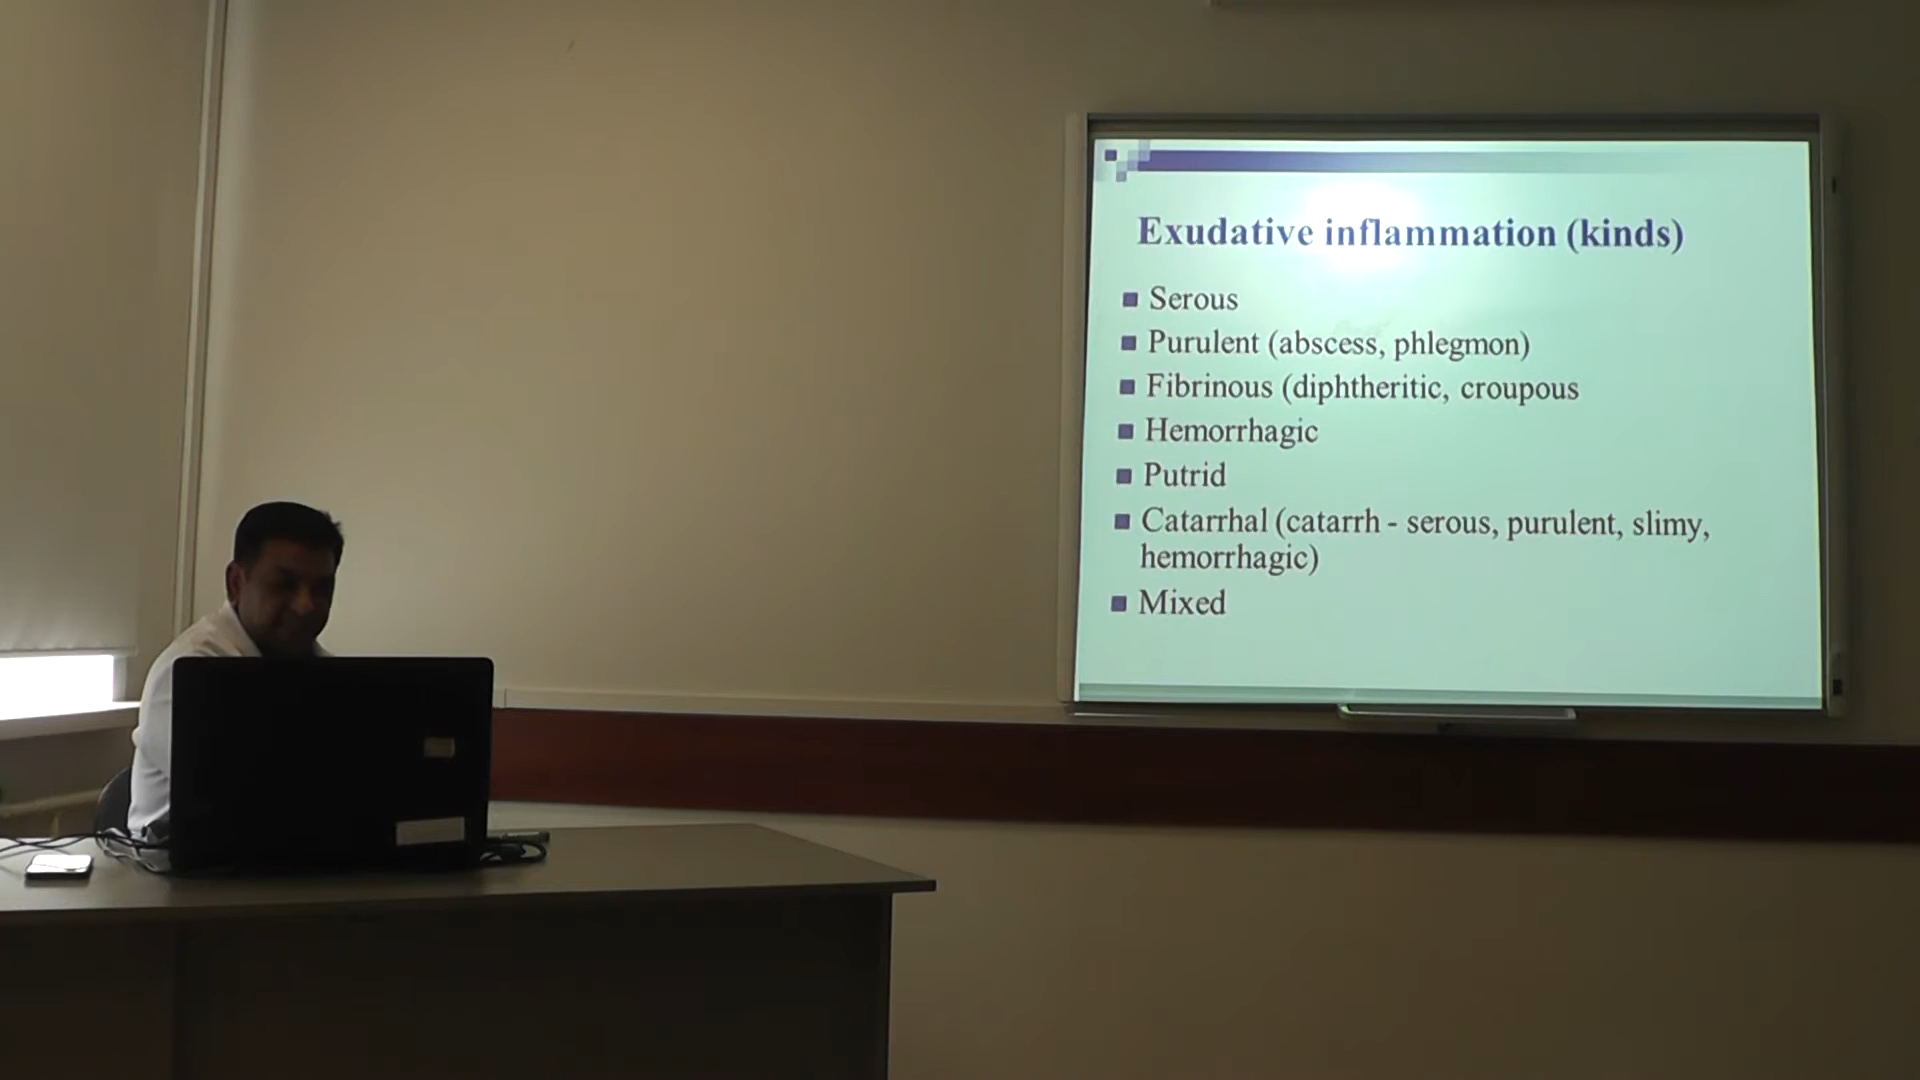 Exudative inflammation (kinds)
Serous
Purulent (abscess, phlegmon)
Fibrinous (diphtheritic, croupous
Hemorrhagic
Putrid
Catarrhal (catarrh - serous, purulent, slimy,
hemorrhagic)
Mixed